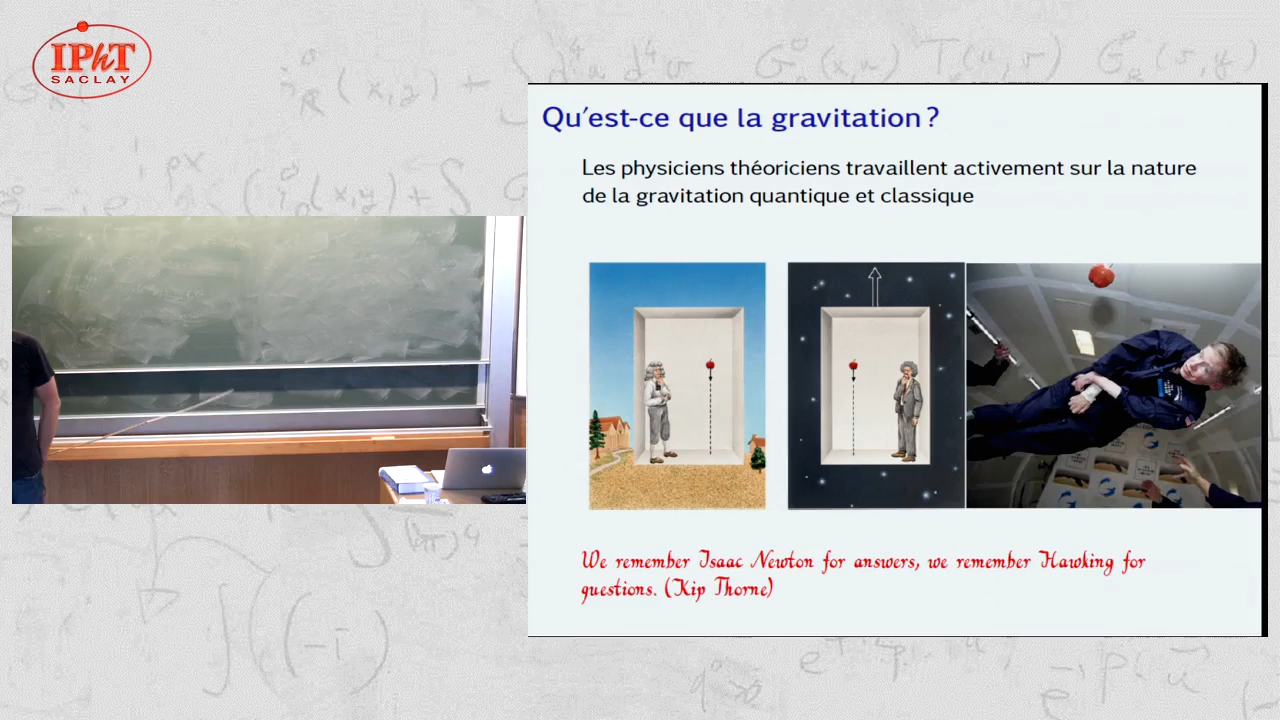 IPhT
SACLAY
Qu'est-ce que la gravitation ?
Les physiciens théoriciens travaillent activement sur la nature
de la gravitation quantique et classique
We remember Isaac Newton for answers, we remember Hawking for
questions. (Kip Thorne)